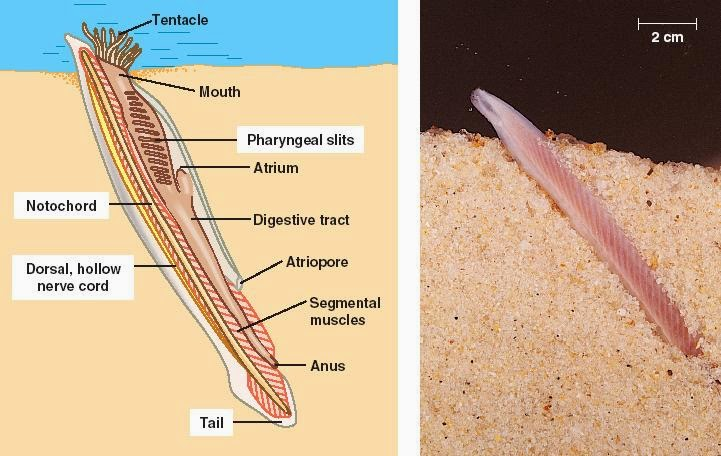 Tentacle
Mouth
Pharyngeal slits
Atrium
Notochord
Digestive tract
Dorsal, hollow
nerve cord
Atriopore
Segmental
muscles
Anus
Tail
2 cm